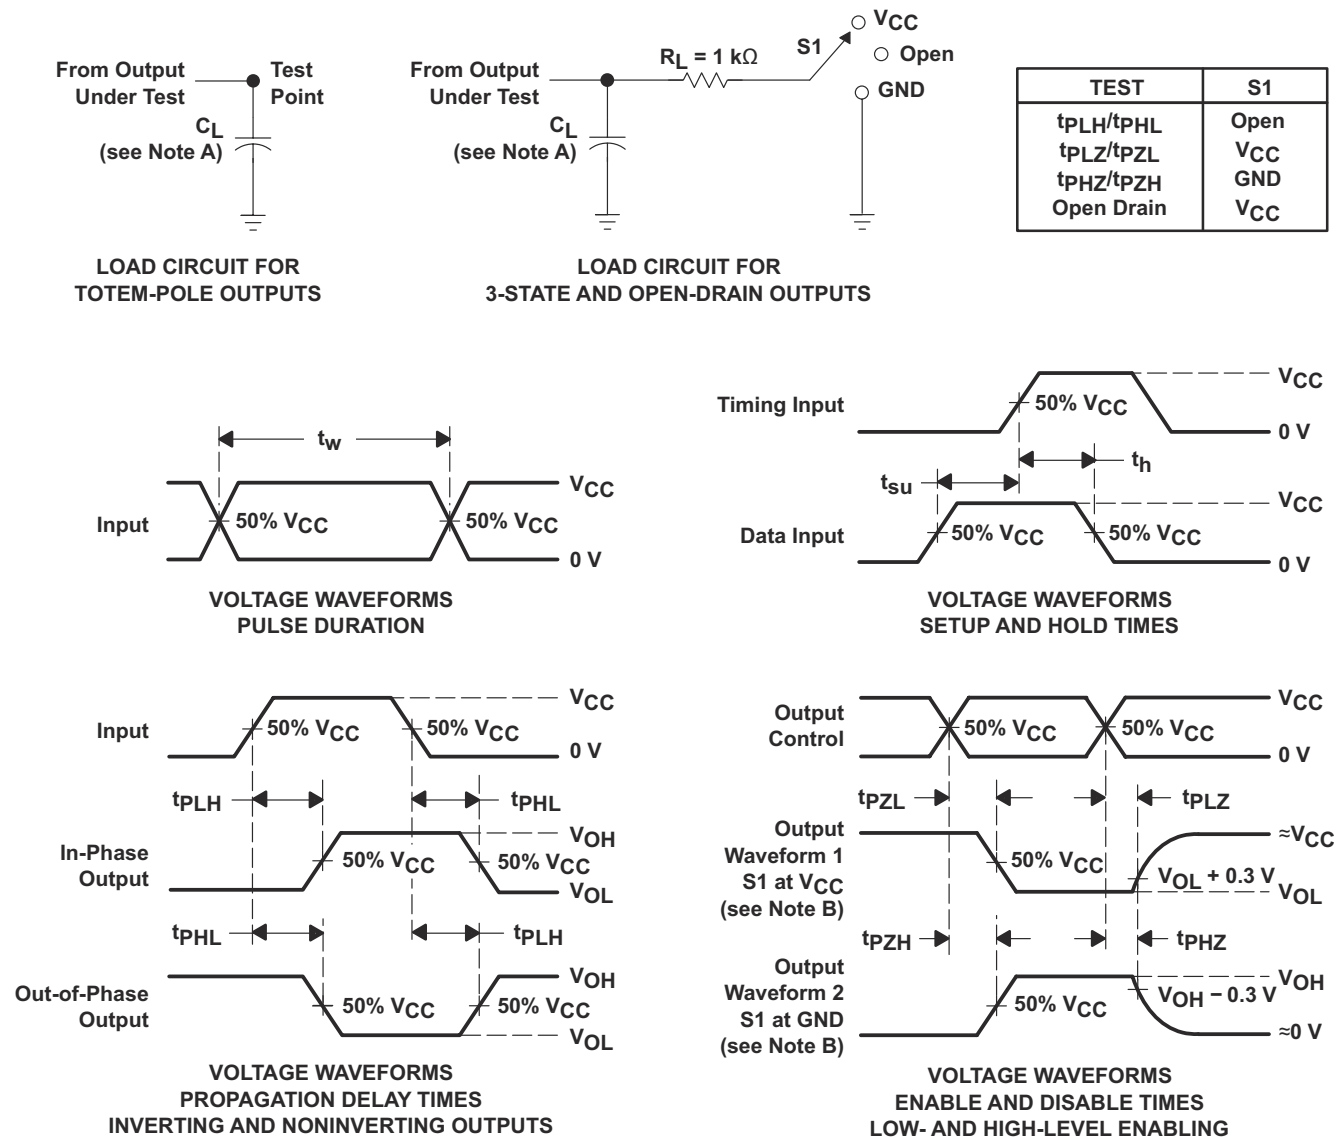 From Output
Under Test
Test
Point
CL
(see Note A)
LOAD CIRCUIT FOR
TOTEM-POLE OUTPUTS
From Output
Under Test
RL = 1 kΩ
S1
VCC
Open
GND
CL
(see Note A)
LOAD CIRCUIT FOR
3-STATE AND OPEN-DRAIN OUTPUTS
TEST S1
tPLH/tPHL Open
tPLZ/tPZL VCC
tPHZ/tPZH GND
Open Drain VCC
tw
VCC
Input
50% VCC
50% VCC
0 V
VOLTAGE WAVEFORMS
PULSE DURATION
VCC
Timing Input
50% VCC
0 V
th
tsu
VCC
Data Input
50% VCC
50% VCC
0 V
VOLTAGE WAVEFORMS
SETUP AND HOLD TIMES
VCC
Input
50% VCC
50% VCC
0 V
tPLH
tPHL
VOH
In-Phase
Output
50% VCC
50% VCC
VOL
tPHL
tPLH
VOH
Out-of-Phase
Output
50% VCC
50% VCC
VOL
VOLTAGE WAVEFORMS
PROPAGATION DELAY TIMES
INVERTING AND NONINVERTING OUTPUTS
VCC
Output
Control
50% VCC
50% VCC
0 V
tPZL
tPLZ
Output
Waveform 1
S1 at VCC
(see Note B)
≈VCC
50% VCC
VOL + 0.3 V
VOL
tPZH
tPHZ
Output
Waveform 2
S1 at GND
(see Note B)
VOH
VOH − 0.3 V
50% VCC
≈0 V
VOLTAGE WAVEFORMS
ENABLE AND DISABLE TIMES
LOW- AND HIGH-LEVEL ENABLING